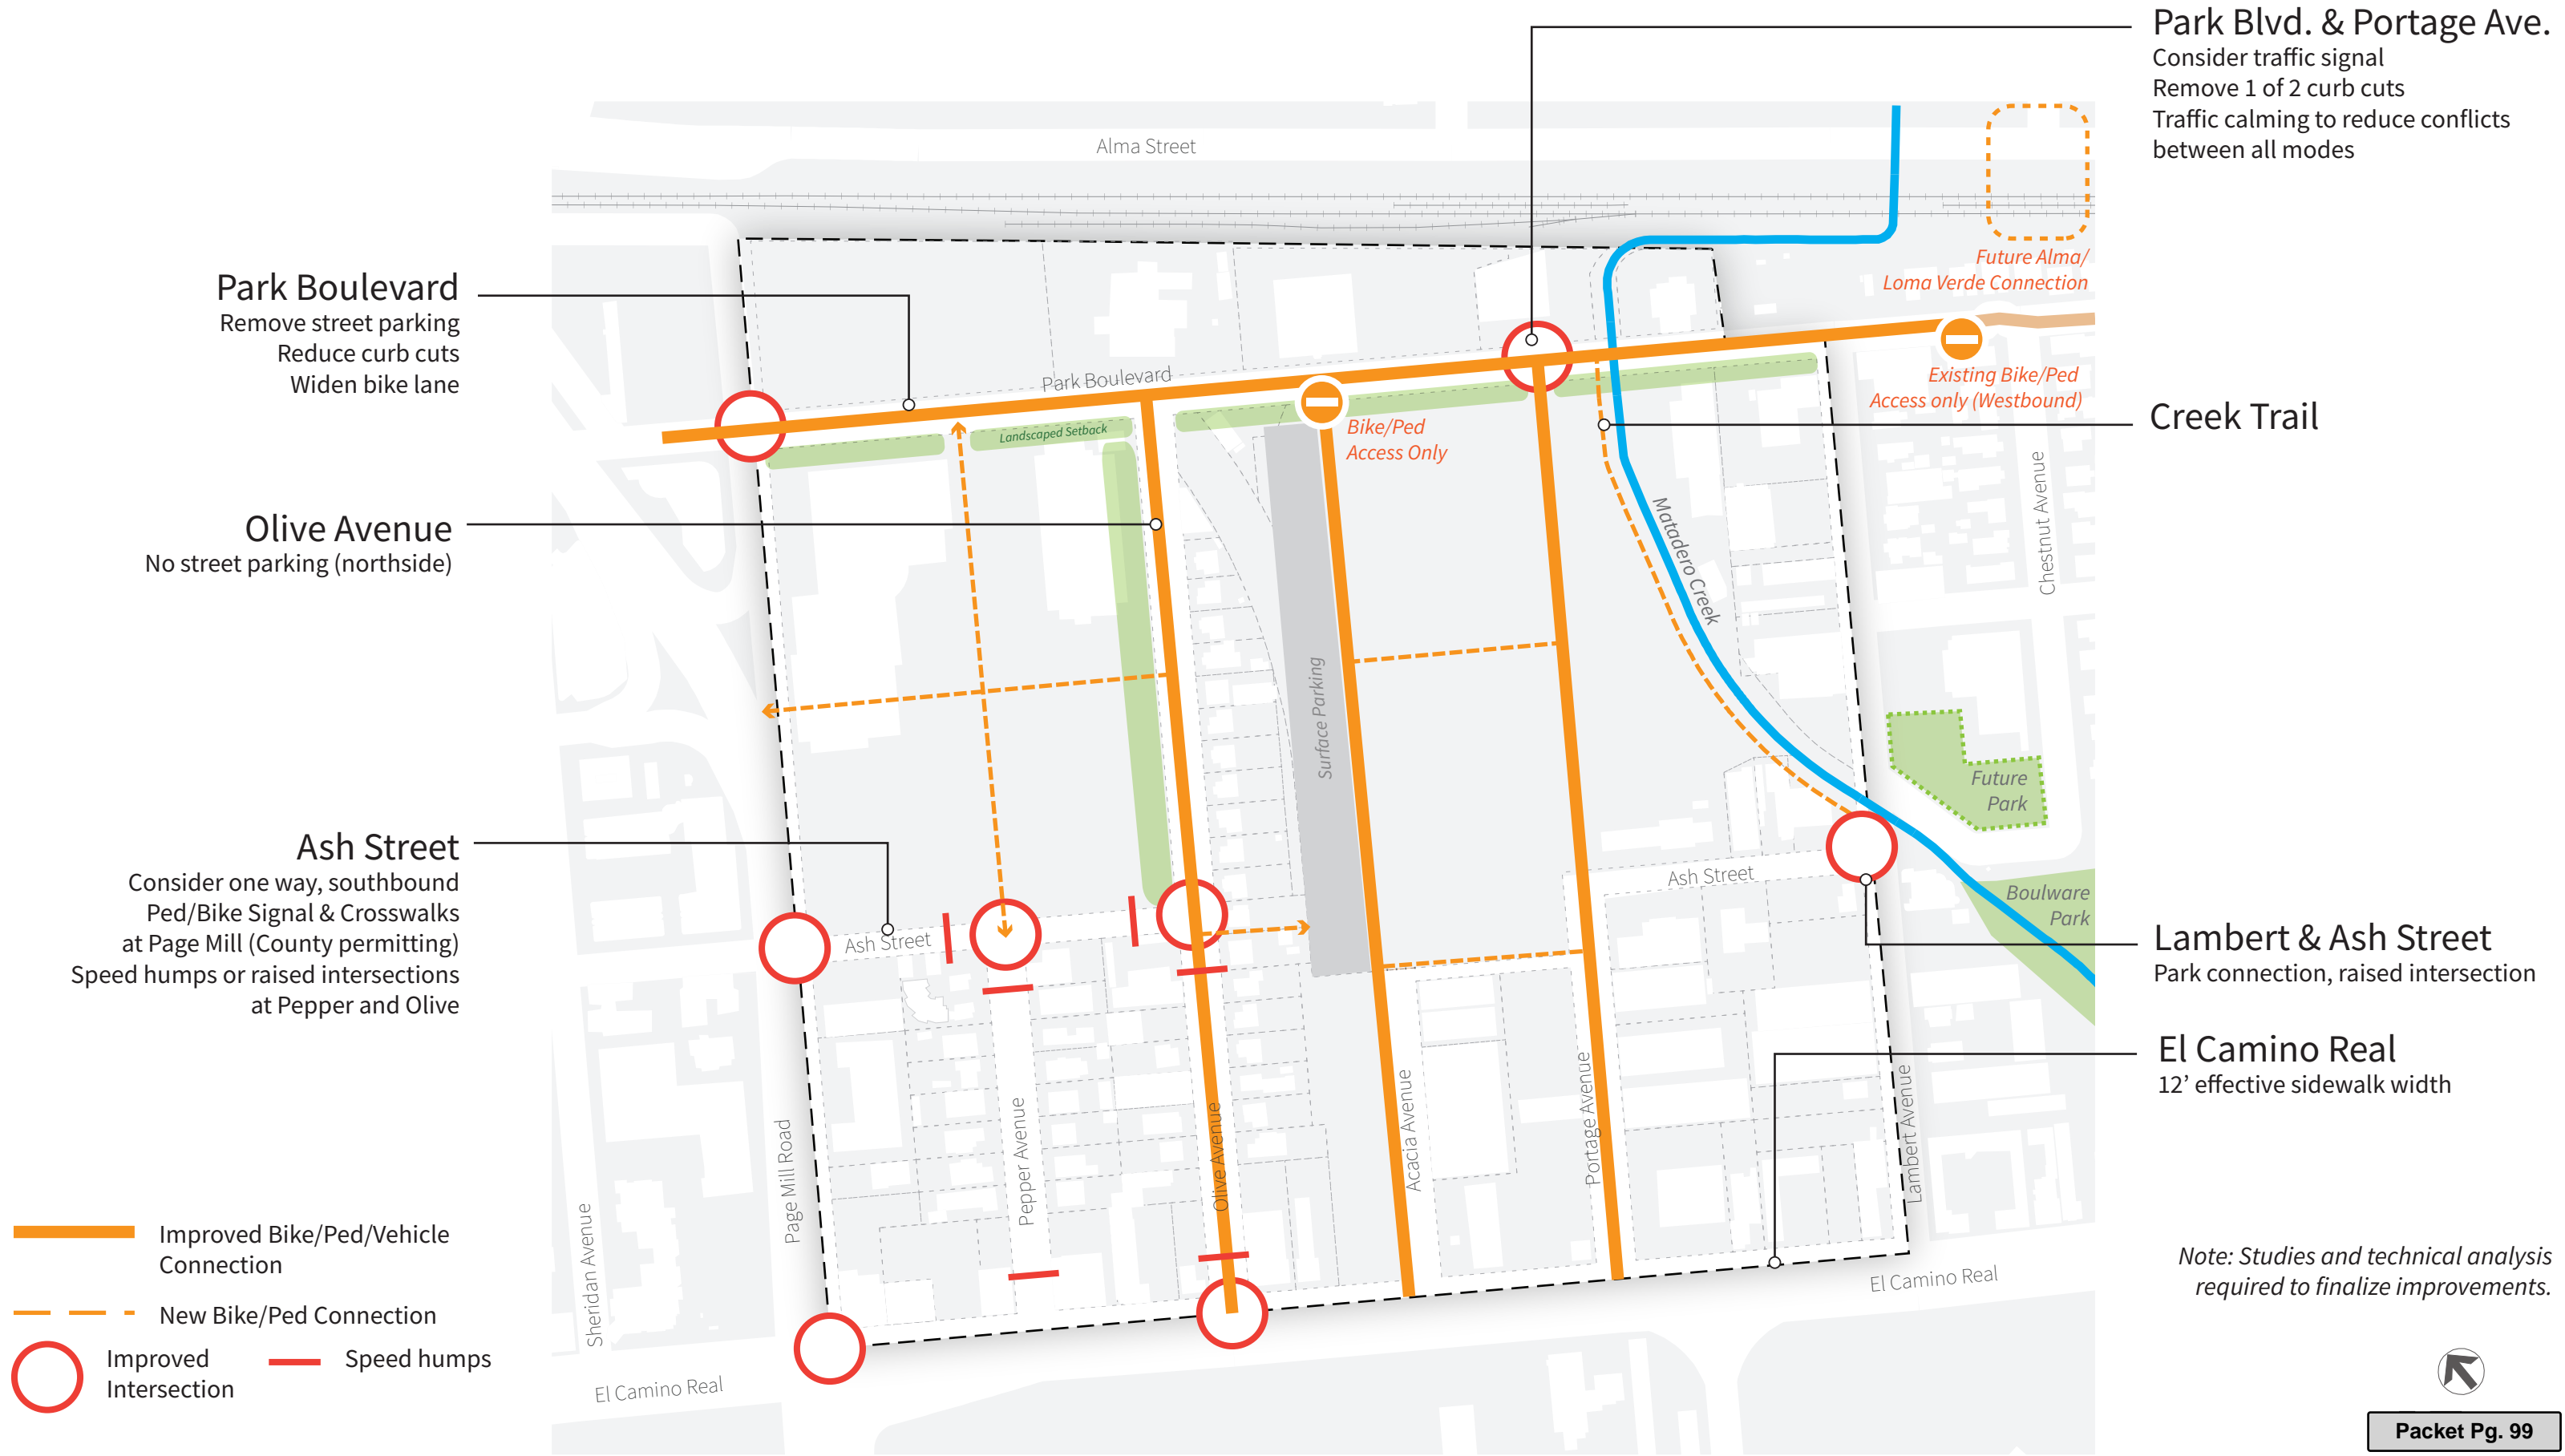 Park Blvd. & Portage Ave.
Consider traffic signal
Remove 1 of 2 curb cuts
Traffic calming to reduce conflicts
between all modes
Alma Street
Future Alma/
Loma Verde Connection
Park Boulevard
Remove street parking
Reduce curb cuts
Widen bike lane
Park Boulevard
Existing Bike/Ped
Access only (Westbound)
Creek Trail
Landscaped Setback
Bike/Ped
Access Only
Olive Avenue
No street parking (northside)
Matadero Creek
Chestnut Avenue
Surface Parking
Future
Park
Ash Street
Consider one way, southbound
Ped/Bike Signal & Crosswalks
at Page Mill (County permitting)
Speed humps or raised intersections
at Pepper and Olive
Ash Street
Ash Street
Boulware
Park
Lambert & Ash Street
Park connection, raised intersection
El Camino Real
12’ effective sidewalk width
Sheridan Avenue
Page Mill Road
Pepper Avenue
Olive Avenue
Acacia Avenue
Portage Avenue
Lambert Avenue
El Camino Real
El Camino Real
Improved Bike/Ped/Vehicle
Connection
New Bike/Ped Connection
Improved
Intersection
Speed humps
Note: Studies and technical analysis
required to finalize improvements.
Packet Pg. 99